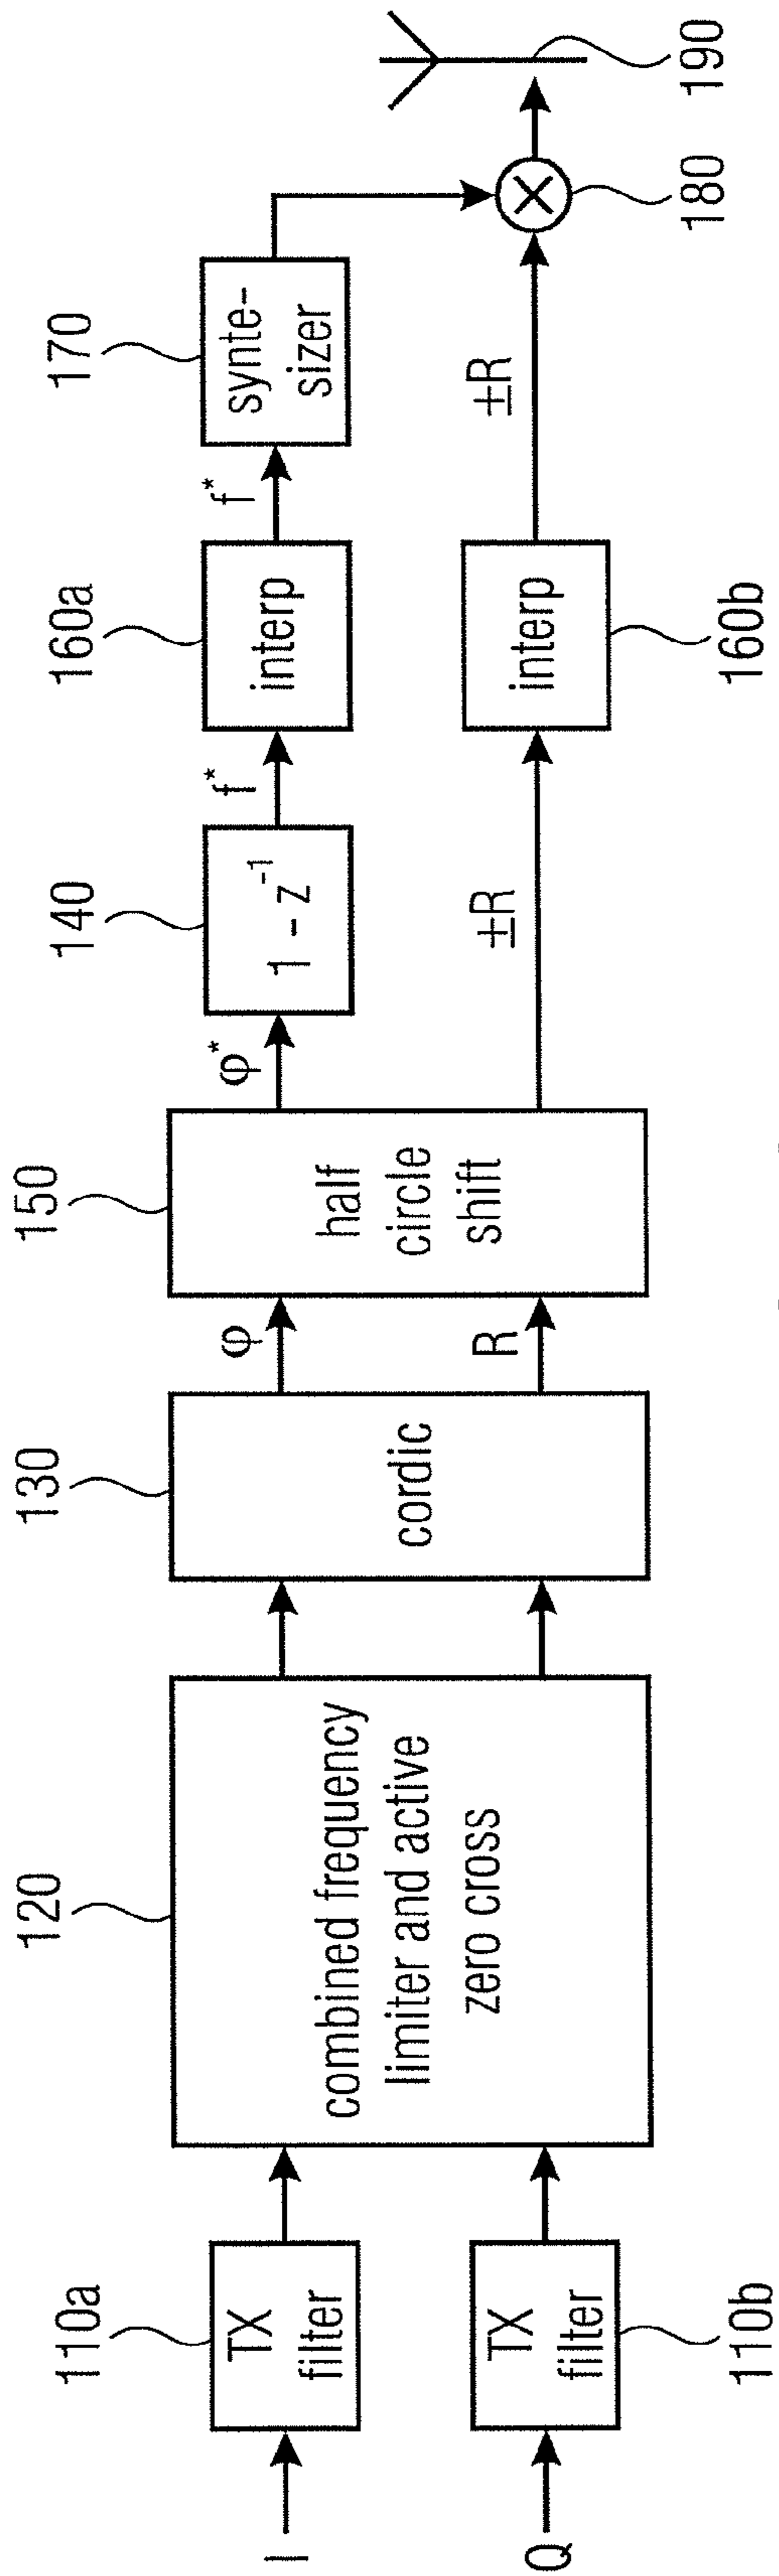 I
Q
110a
TX
filter
TX
filter
110b
120
combined frequency
limiter and active
zero cross
130
cordic
φ
R
150
half
circle
shift
φ*
±R
140
1 - z⁻¹
f*
160a
interp
interp
160b
f*
±R
170
synte-
sizer
180
190